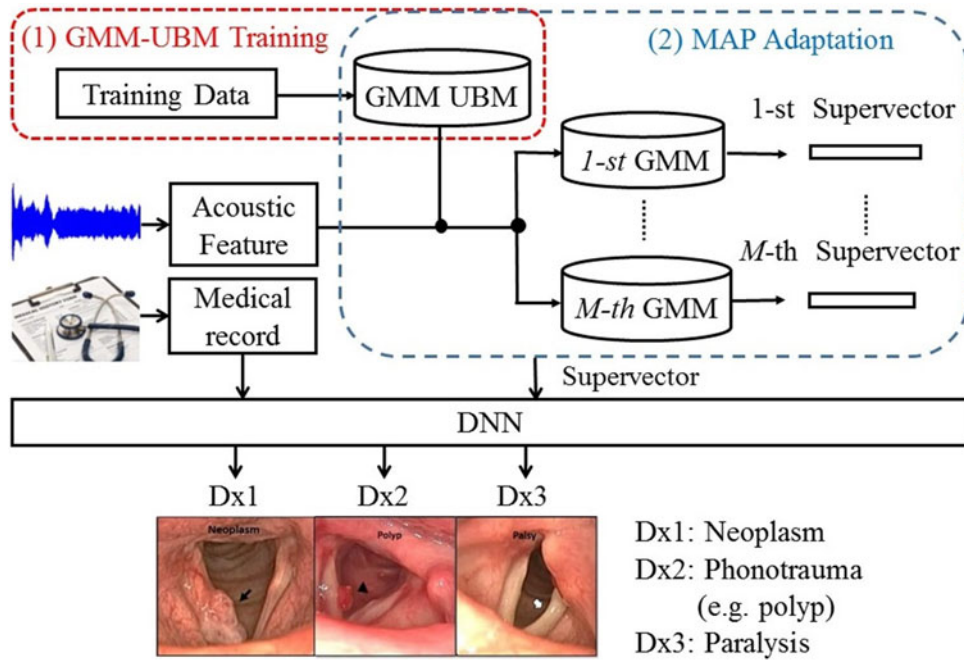 (1) GMM-UBM Training
(2) MAP Adaptation
Training Data
GMM UBM
1-st Supervector
1-st GMM
Acoustic
Feature
M-th Supervector
M-th GMM
Medical
record
Supervector
DNN
Dx1
Dx2
Dx3
Neoplasm
Polyp
Palsy
Dx1: Neoplasm
Dx2: Phonotrauma
(e.g. polyp)
Dx3: Paralysis